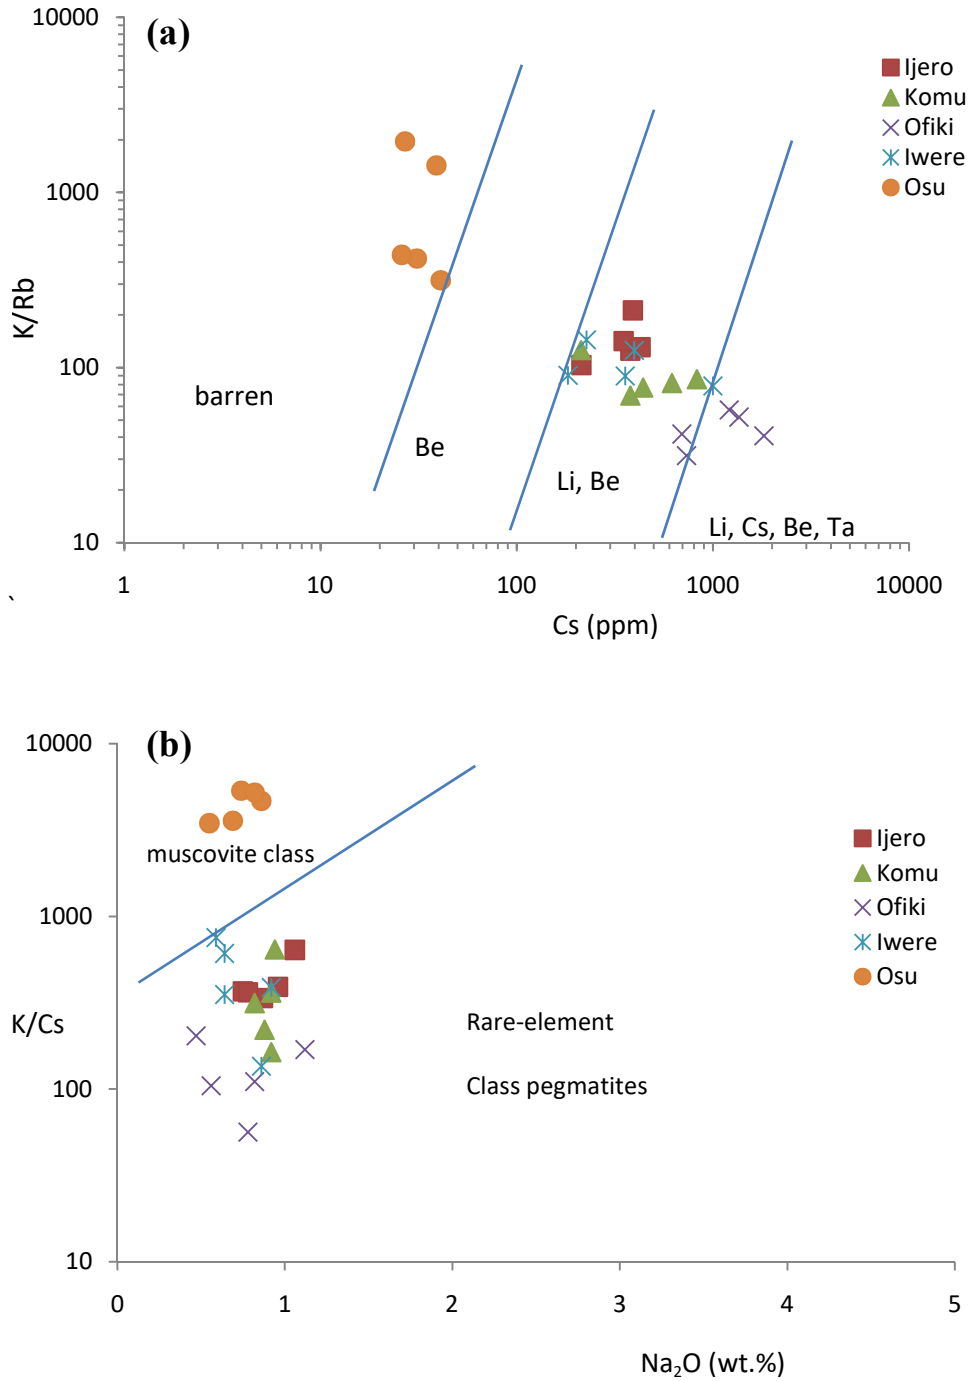 (a)
10000
1000
100
10
K/Rb
Ijero
Komu
Ofiki
Iwere
Osu
barren
Be
Li, Be
Li, Cs, Be, Ta
1
10
100
1000
10000
Cs (ppm)
`
(b)
10000
1000
100
10
K/Cs
muscovite class
Ijero
Komu
Ofiki
Iwere
Osu
Rare-element
Class pegmatites
0
1
2
3
4
5
Na₂O (wt.%)